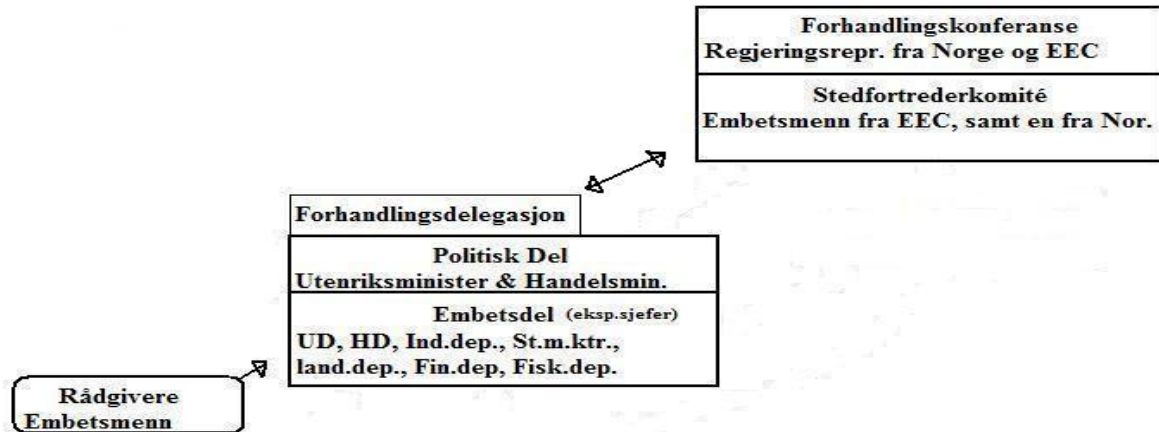 Forhandlingskonferanse
Regjeringsrepr. fra Norge og EEC
Stedfortrederkomité
Embetsmenn fra EEC, samt en fra Nor.
Forhandlingsdelegasjon
Politisk Del
Utenriksminister & Handelsmin.
Embetsdel (eksp.sjefer)
UD, HD, Ind.dep., St.m.ktr.,
land.dep., Fin.dep, Fisk.dep.
Rådgivere
Embetsmenn